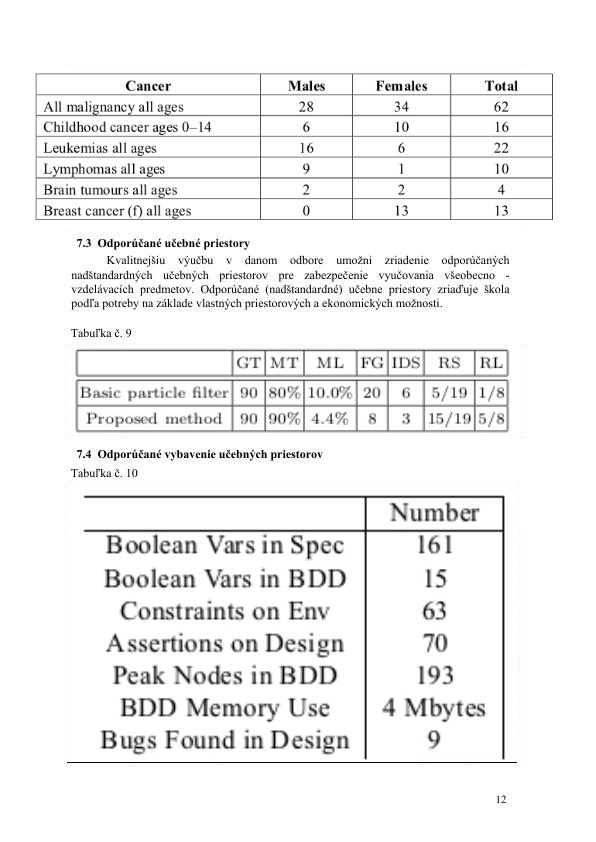 Cancer Males Females Total
All malignancy all ages 28 34 62
Childhood cancer ages 0–14 6 10 16
Leukemias all ages 16 6 22
Lymphomas all ages 9 1 10
Brain tumours all ages 2 2 4
Breast cancer (f) all ages 0 13 13
7.3 Odporúčané učebné priestory
Kvalitnejšiu výučbu v danom odbore umožni zriadenie odporúčaných
nadštandardných učebných priestorov pre zabezpečenie vyučovania všeobecno -
vzdelávacích predmetov. Odporúčané (nadštandardné) učebne priestory zriaďuje škola
podľa potreby na základe vlastných priestorových a ekonomických možnosti.
Tabuľka č. 9
GT MT ML FG IDS RS RL
Basic particle filter 90 80% 10.0% 20 6 5/19 1/8
Proposed method 90 90% 4.4% 8 3 15/19 5/8
7.4 Odporúčané vybavenie učebných priestorov
Tabuľka č. 10
Number
Boolean Vars in Spec 161
Boolean Vars in BDD 15
Constraints on Env 63
Assertions on Design 70
Peak Nodes in BDD 193
BDD Memory Use 4 Mbytes
Bugs Found in Design 9
12